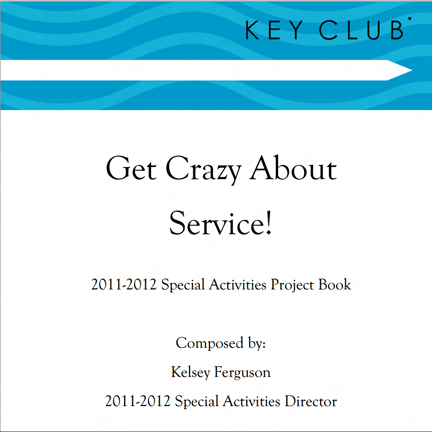 KEY CLUB
Get Crazy About
Service!
2011-2012 Special Activities Project Book
Composed by:
Kelsey Ferguson
2011-2012 Special Activities Director